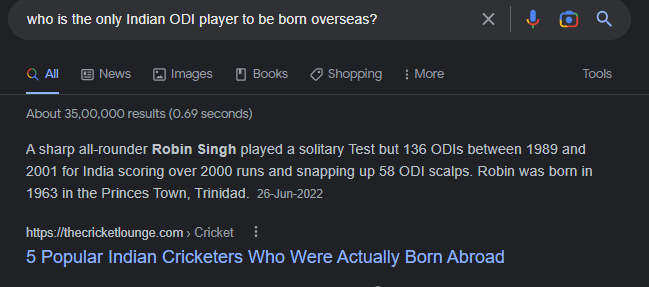 who is the only Indian ODI player to be born overseas?
All News Images Books Shopping More Tools
About 35,00,000 results (0.69 seconds)
A sharp all-rounder Robin Singh played a solitary Test but 136 ODIs between 1989 and
2001 for India scoring over 2000 runs and snapping up 58 ODI scalps. Robin was born in
1963 in the Princes Town, Trinidad. 26-Jun-2022
https://thecricketlounge.com › Cricket
5 Popular Indian Cricketers Who Were Actually Born Abroad